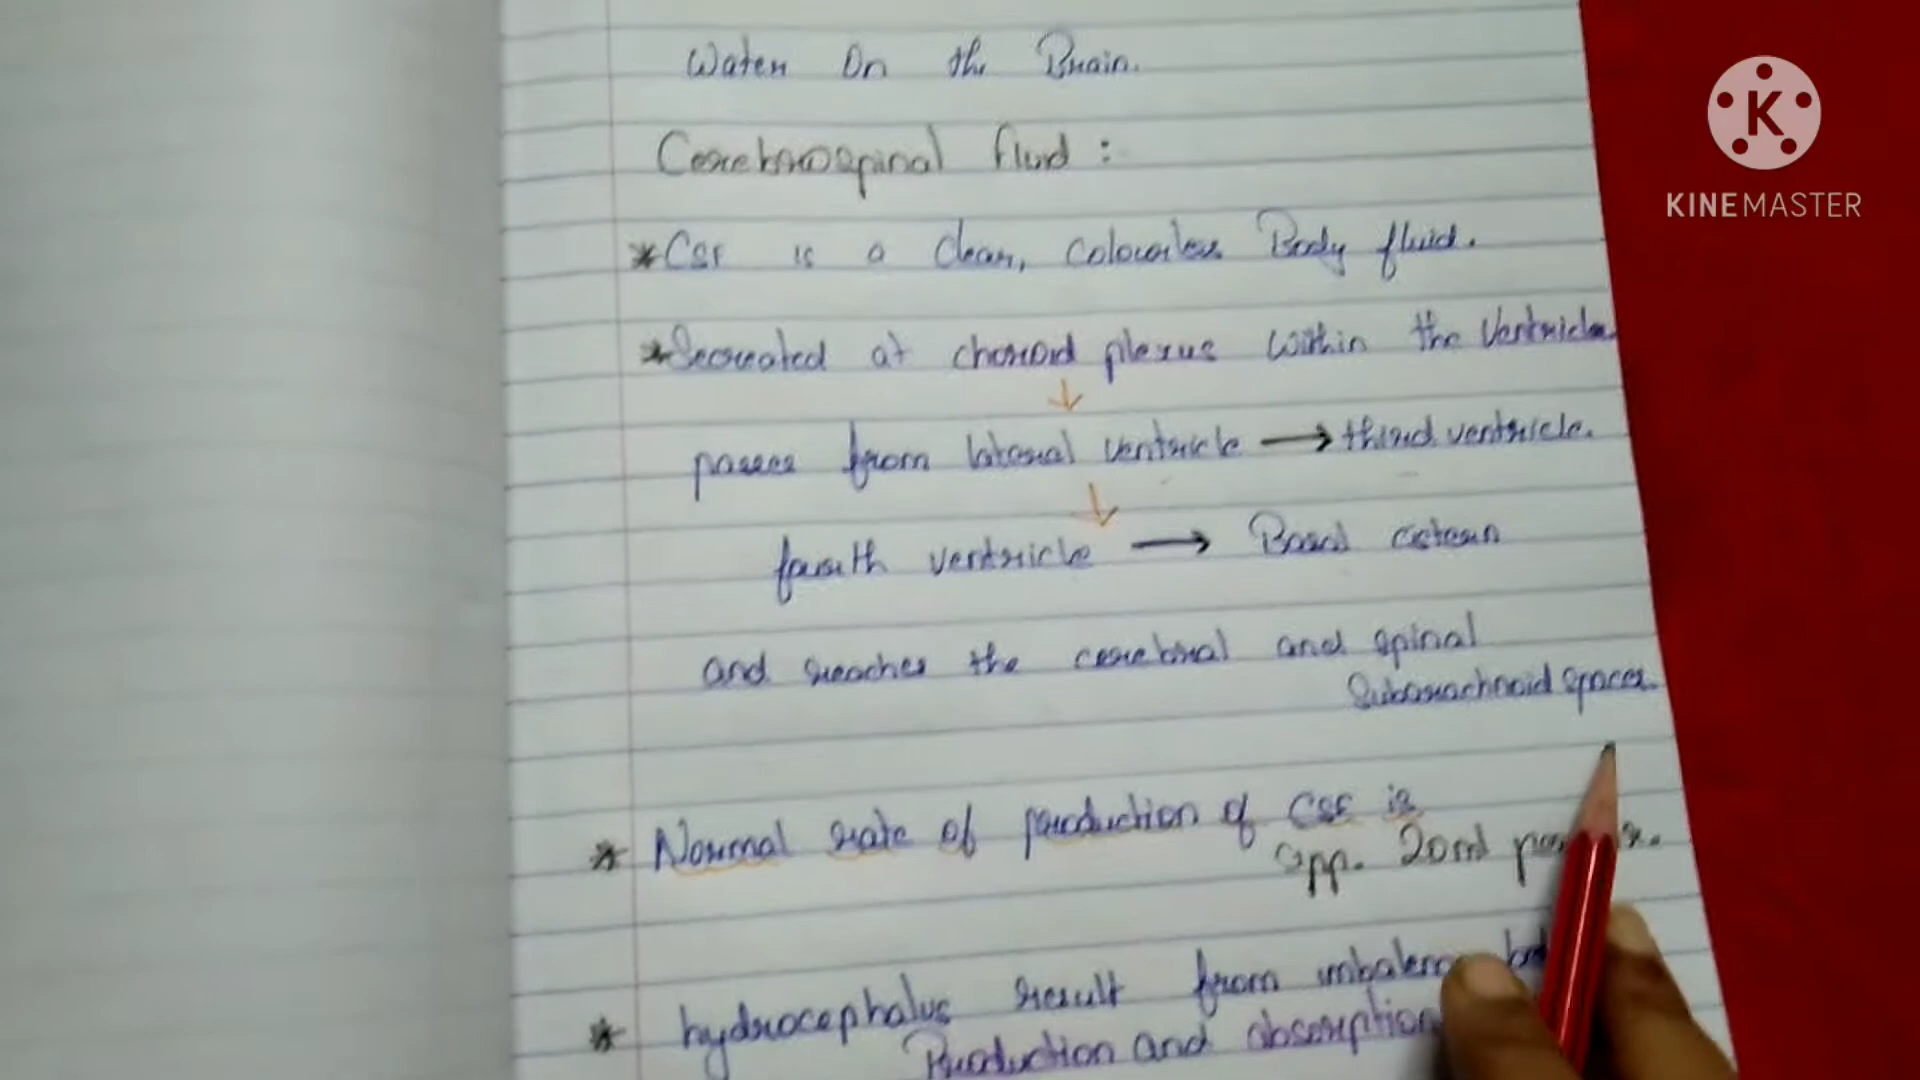 Water On the Brain.
Cerebrospinal fluid :
* CSF is a Clear, Colourless Body fluid.
* Secreated at choroid plexus within the Ventricles
↓
passes from lateral ventricle → third ventricle.
↓
fourth ventricle → Basal cistern
and reaches the cerebral and spinal
Subarachnoid spaces.
* Normal rate of production of CSF is
app. 20ml
* hydrocephalus result from
Production and absorption
KINEMASTER